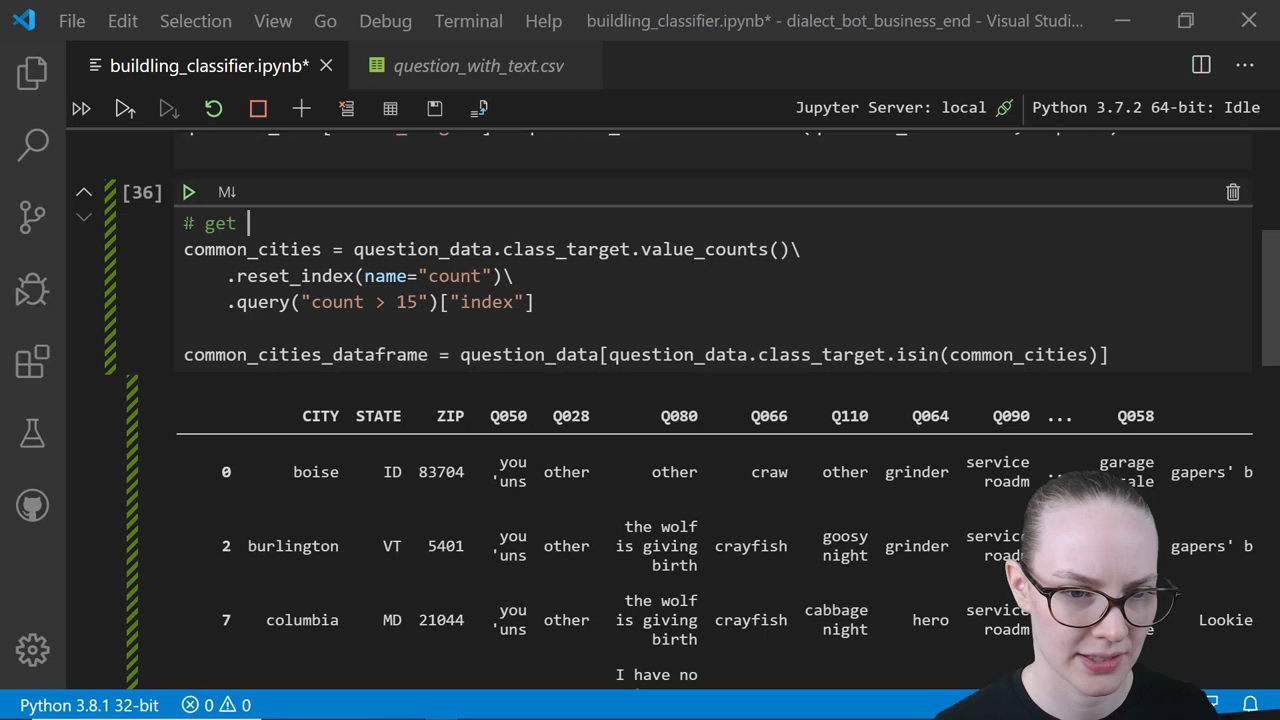 File Edit Selection View Go Debug Terminal Help buildling_classifier.ipynb* - dialect_bot_business_end - Visual Studi...
buildling_classifier.ipynb* question_with_text.csv
Jupyter Server: local Python 3.7.2 64-bit: Idle
[36] M↓
# get
common_cities = question_data.class_target.value_counts()\
.reset_index(name="count")\
.query("count > 15")["index"]
common_cities_dataframe = question_data[question_data.class_target.isin(common_cities)]
CITY STATE ZIP Q050 Q028 Q080 Q066 Q110 Q064 Q090 ... Q058
0 boise ID 83704 you 'uns other other craw other grinder service roadm garage gapers' b
2 burlington VT 5401 you 'uns other the wolf is giving birth crayfish goosy night grinder roadm gapers' b
7 columbia MD 21044 you 'uns other the wolf is giving birth crayfish cabbage night hero Lookie
I have no
Python 3.8.1 32-bit 0 0